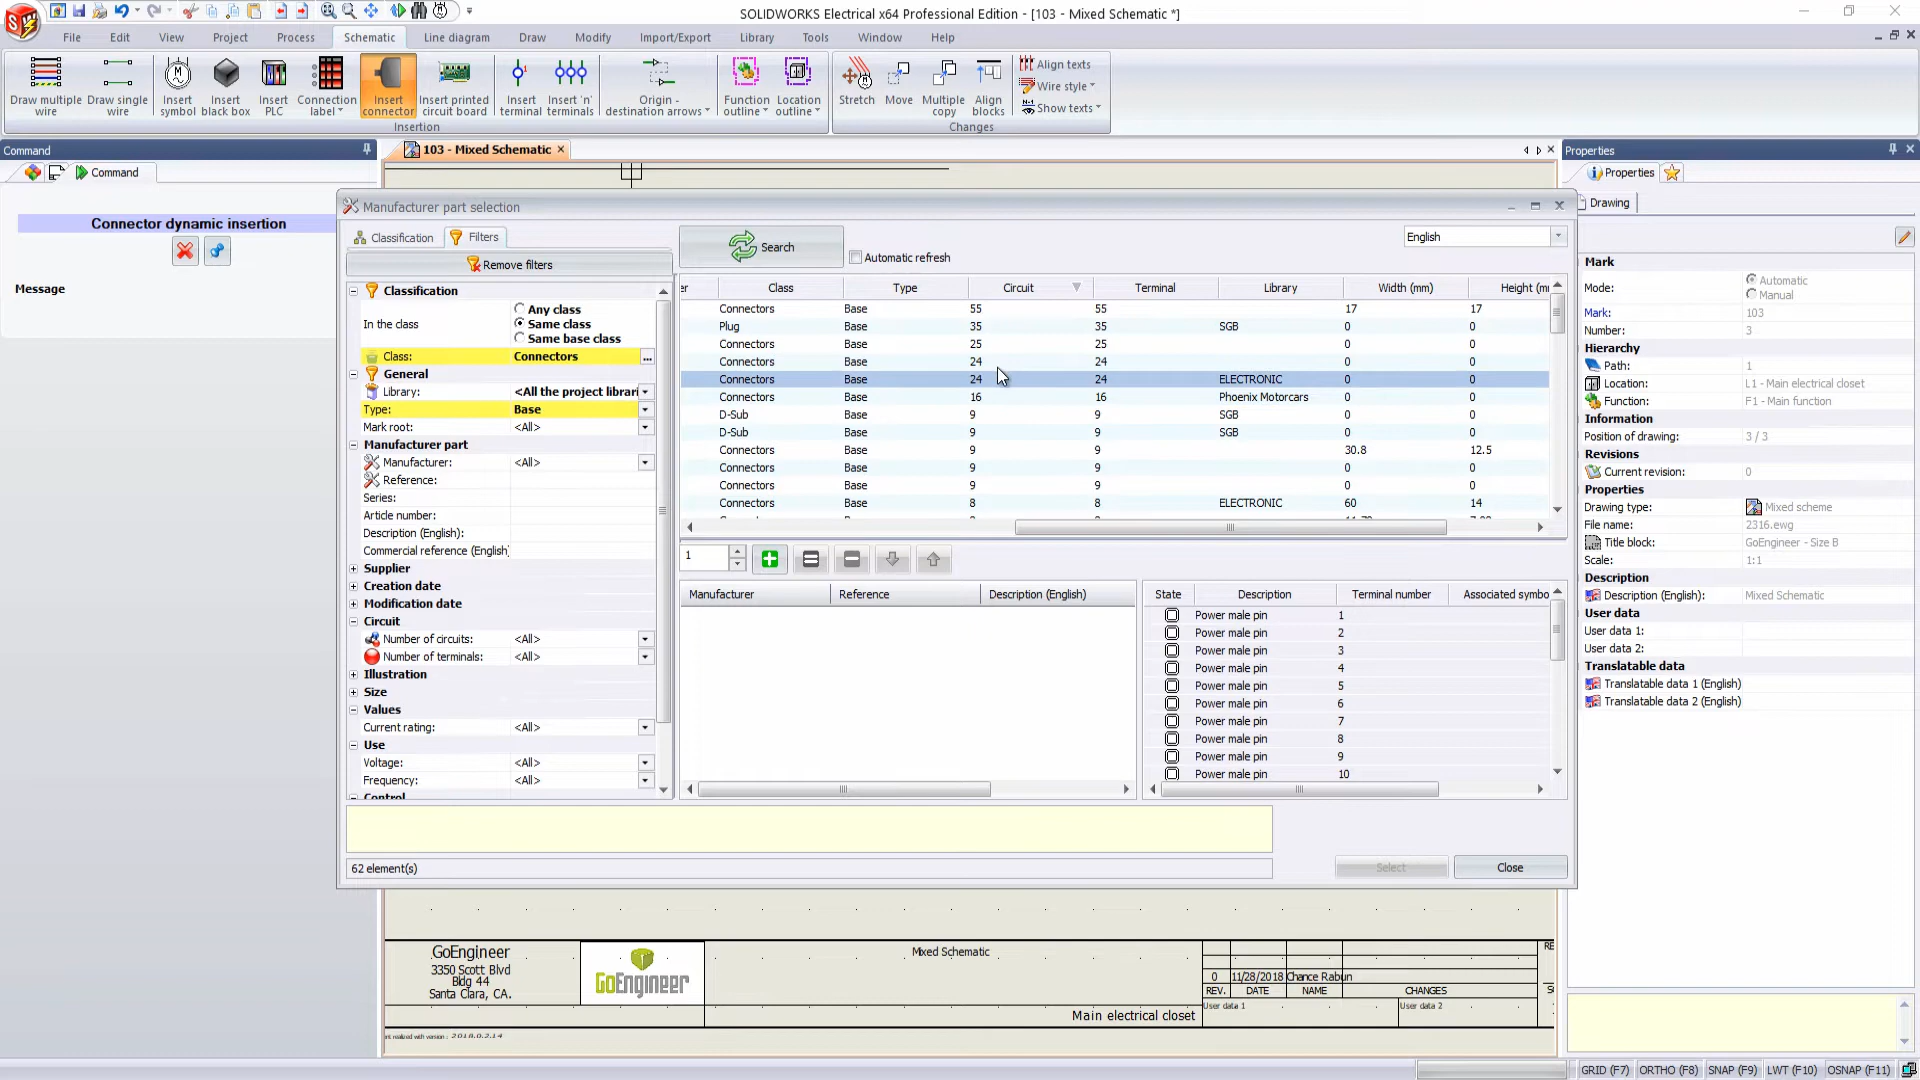 SOLIDWORKS Electrical x64 Professional Edition - [103 - Mixed Schematic *]
File Edit View Project Process Schematic Line diagram Draw Modify Import/Export Library Tools Window Help
Draw multiple wire
Draw single wire
Insert symbol
Insert black box
Insert PLC
Connection label
Insert connector
Insert printed circuit board
Insert terminal
Insert 'n' terminals
Origin - destination arrows
Function outline
Location outline
Stretch
Move
Multiple copy
Align blocks
Align texts
Wire style
Show texts
Insertion
Changes
Command
Command
Connector dynamic insertion
Message
103 - Mixed Schematic
Manufacturer part selection
Classification Filters
Remove filters
Search
Automatic refresh
English
Classification
In the class
Any class
Same class
Same base class
Class: Connectors ...
General
Library: <All the project librari
Type: Base
Mark root: <All>
Manufacturer part
Manufacturer: <All>
Reference:
Series:
Article number:
Description (English):
Commercial reference (English)
Supplier
Creation date
Modification date
Circuit
Number of circuits: <All>
Number of terminals: <All>
Illustration
Size
Values
Current rating: <All>
Use
Voltage: <All>
Frequency: <All>
Control
er Class Type Circuit Terminal Library Width (mm) Height (m
Connectors Base 55 55 17 17
Plug Base 35 35 SGB 0 0
Connectors Base 25 25 0 0
Connectors Base 24 24 0 0
Connectors Base 24 24 ELECTRONIC 0 0
Connectors Base 16 16 Phoenix Motorcars 0 0
D-Sub Base 9 9 SGB 0 0
D-Sub Base 9 9 SGB 0 0
Connectors Base 9 9 30.8 12.5
Connectors Base 9 9 0 0
Connectors Base 9 9 0 0
Connectors Base 8 8 ELECTRONIC 60 14
1
Manufacturer Reference Description (English)
State Description Terminal number Associated symbo
Power male pin 1
Power male pin 2
Power male pin 3
Power male pin 4
Power male pin 5
Power male pin 6
Power male pin 7
Power male pin 8
Power male pin 9
Power male pin 10
62 element(s)
Select
Close
Properties
Properties
Drawing
Mark
Mode: Automatic
Manual
Mark: 103
Number: 3
Hierarchy
Path: 1
Location: L1 - Main electrical closet
Function: F1 - Main function
Information
Position of drawing: 3 / 3
Revisions
Current revision: 0
Properties
Drawing type: Mixed scheme
File name: 2316.ewg
Title block: GoEngineer - Size B
Scale: 1:1
Description
Description (English): Mixed Schematic
User data
User data 1:
User data 2:
Translatable data
Translatable data 1 (English)
Translatable data 2 (English)
GoEngineer
3350 Scott Blvd
Bldg 44
Santa Clara, CA.
GoEngineer
Mixed Schematic
Main electrical closet
0 11/28/2018 Chance Rabun
REV. DATE NAME CHANGES
User data 1
User data 2
RE
nt realized with version : 2018.0.2.14
GRID (F7) ORTHO (F8) SNAP (F9) LWT (F10) OSNAP (F11)